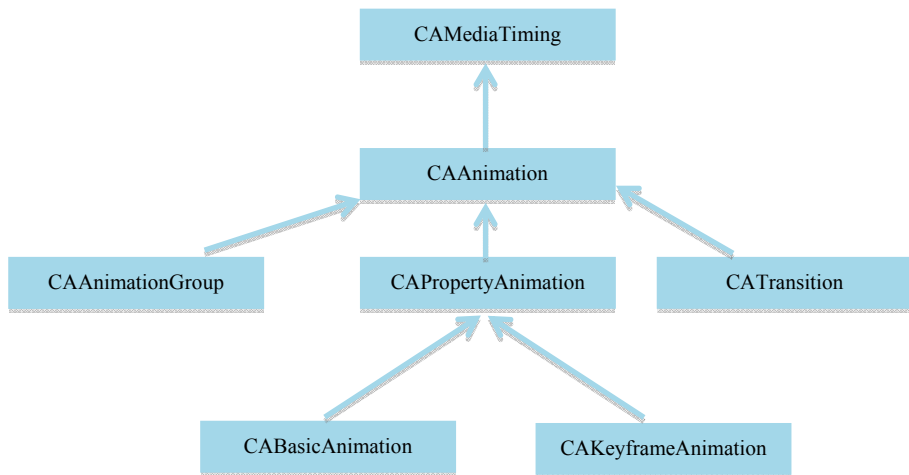 CAMediaTiming
CAAnimation
CAAnimationGroup
CAPropertyAnimation
CATransition
CABasicAnimation
CAKeyframeAnimation